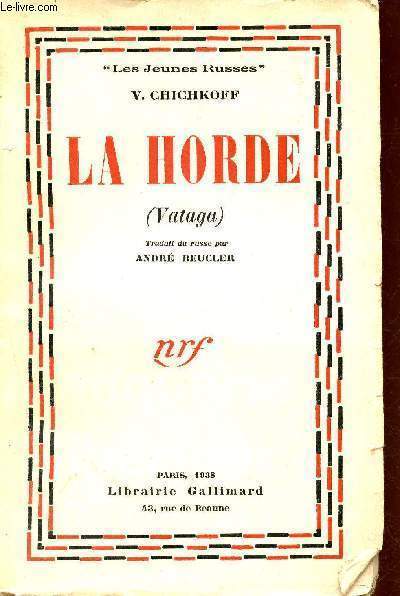 Le-livre.com
"Les Jeunes Russes"
V. CHICHKOFF
LA HORDE
(Vataga)
Traduit du russe par
ANDRÉ BEUCLER
nrf
PARIS, 1938
Librairie Gallimard
43, rue de Beaune